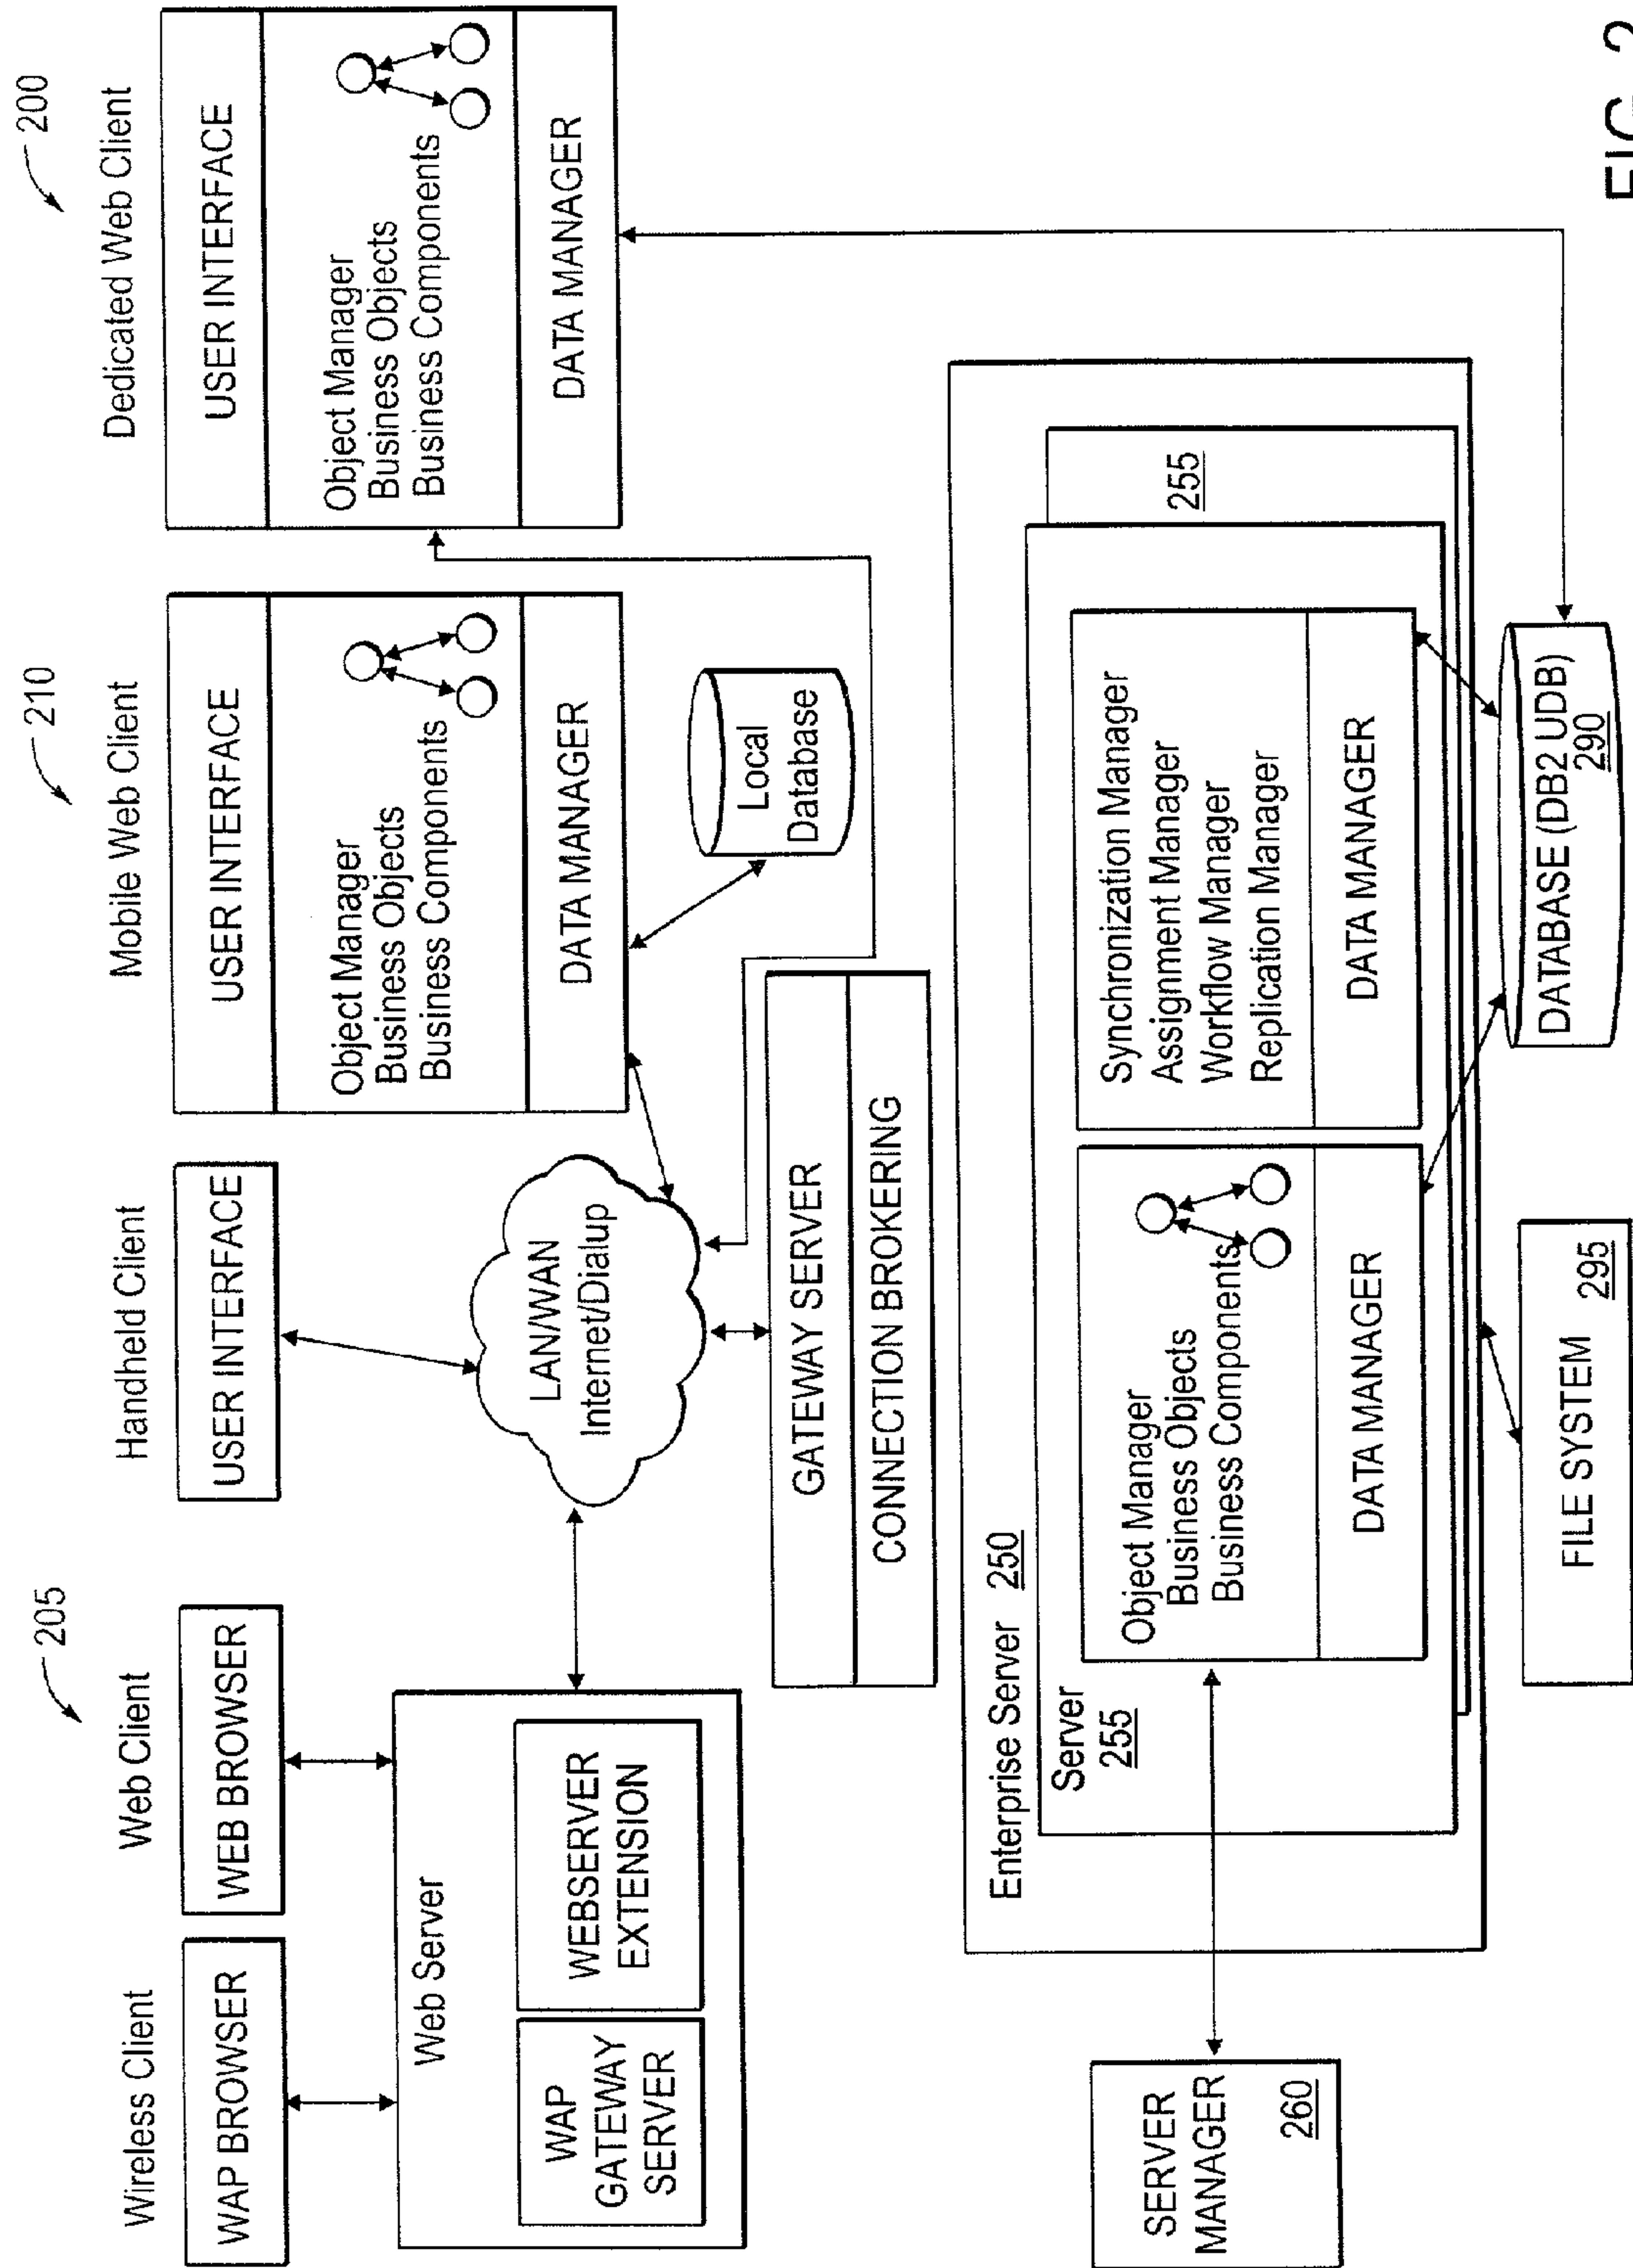 Wireless Client
WAP BROWSER
Web Client
205
WEB BROWSER
Handheld Client
USER INTERFACE
Mobile Web Client
210
USER INTERFACE
Object Manager
Business Objects
Business Components
DATA MANAGER
Dedicated Web Client
200
USER INTERFACE
Object Manager
Business Objects
Business Components
DATA MANAGER
Web Server
WAP
GATEWAY
SERVER
WEBSERVER
EXTENSION
LAN/WAN
Internet/Dialup
Local
Database
GATEWAY SERVER
CONNECTION BROKERING
Enterprise Server 250
Server
255
Object Manager
Business Objects
Business Components
DATA MANAGER
Synchronization Manager
Assignment Manager
Workflow Manager
Replication Manager
DATA MANAGER
255
SERVER
MANAGER
260
FILE SYSTEM
295
DATABASE (DB2 UDB)
290
FIG. 2